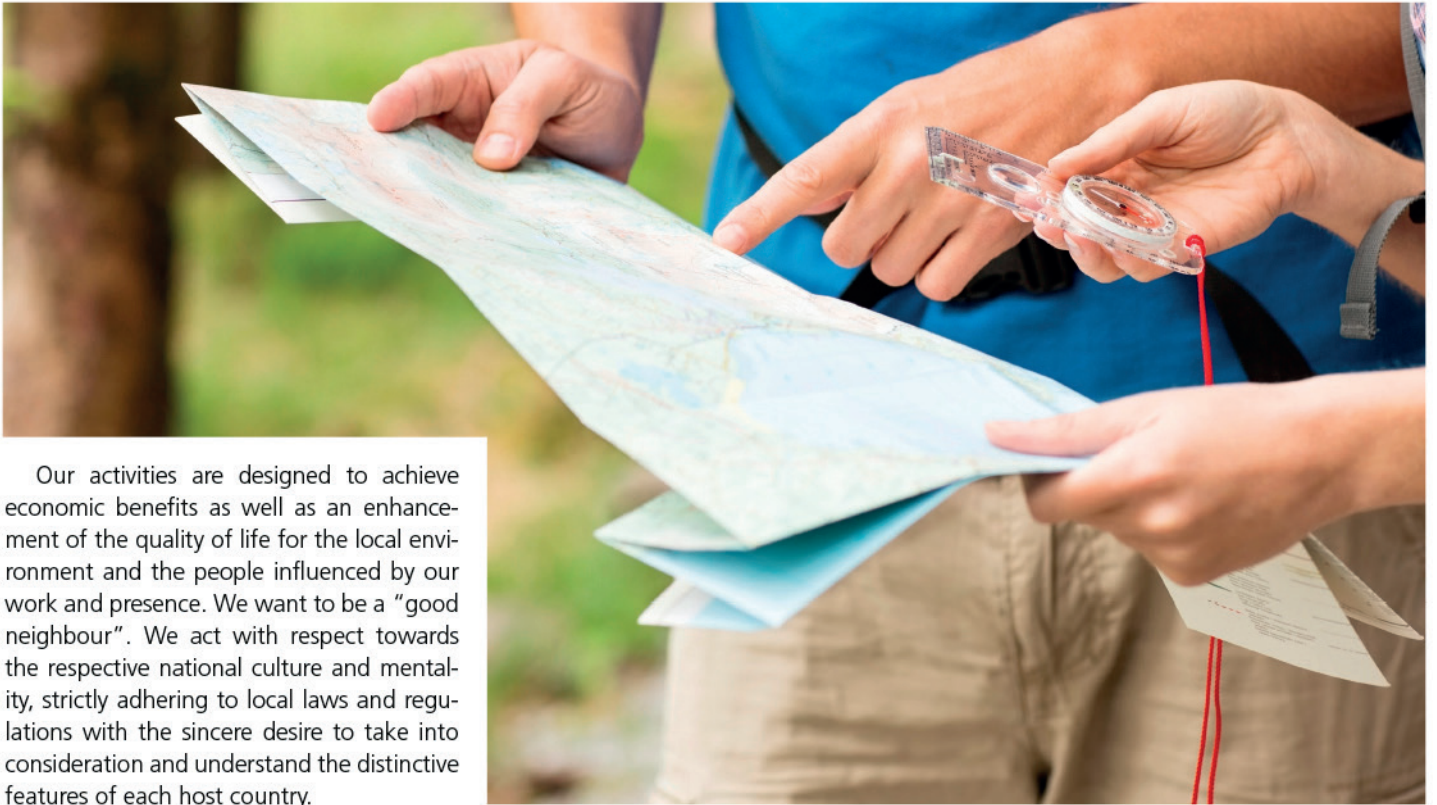 Our activities are designed to achieve
economic benefits as well as an enhance-
ment of the quality of life for the local envi-
ronment and the people influenced by our
work and presence. We want to be a “good
neighbour”. We act with respect towards
the respective national culture and mental-
ity, strictly adhering to local laws and regu-
lations with the sincere desire to take into
consideration and understand the distinctive
features of each host country.